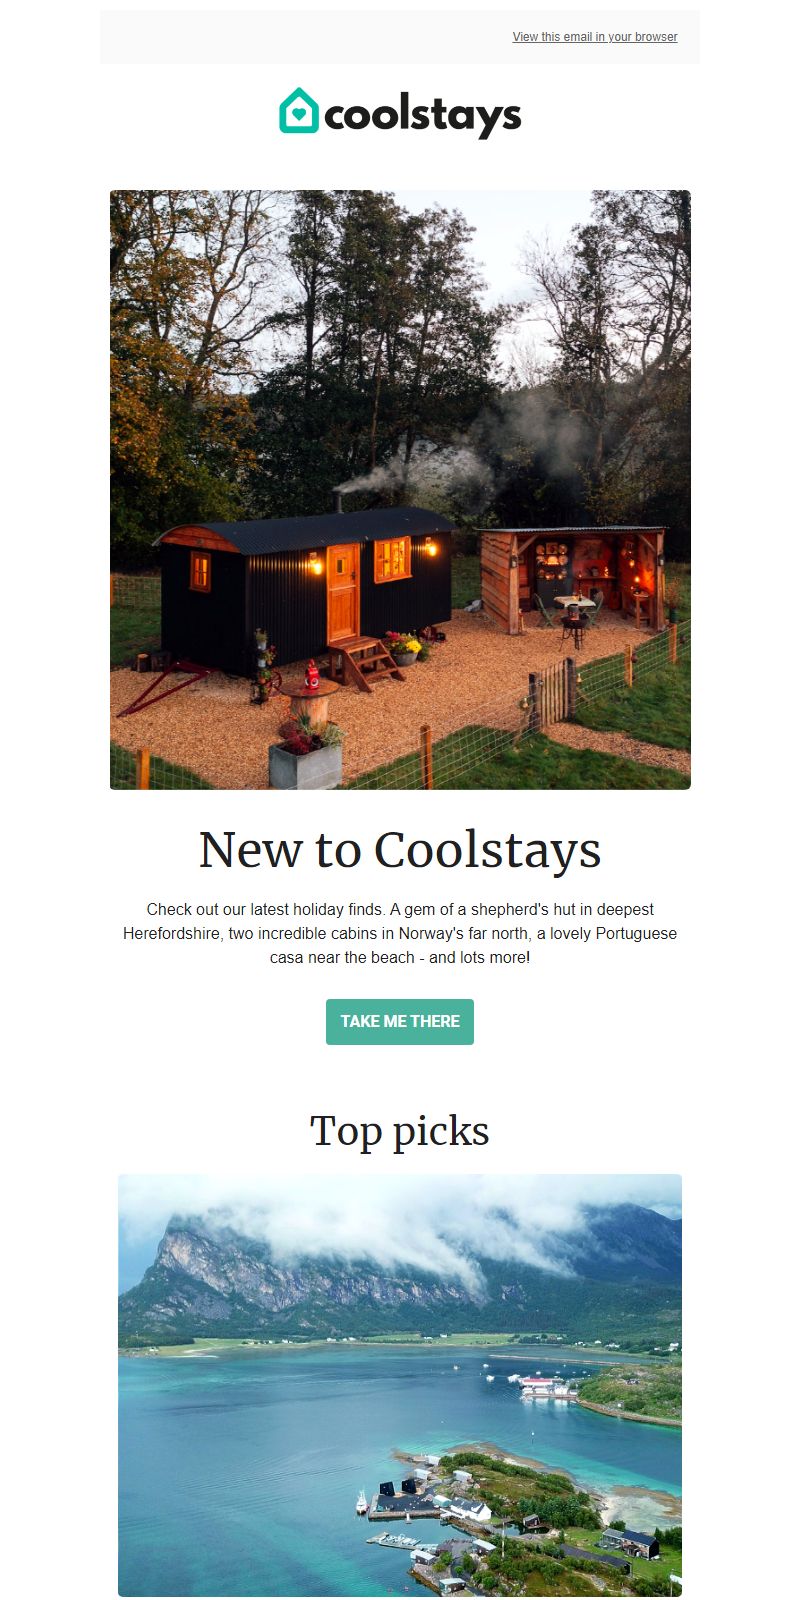 View this email in your browser
coolstays
New to Coolstays
Check out our latest holiday finds. A gem of a shepherd's hut in deepest
Herefordshire, two incredible cabins in Norway's far north, a lovely Portuguese
casa near the beach - and lots more!
TAKE ME THERE
Top picks